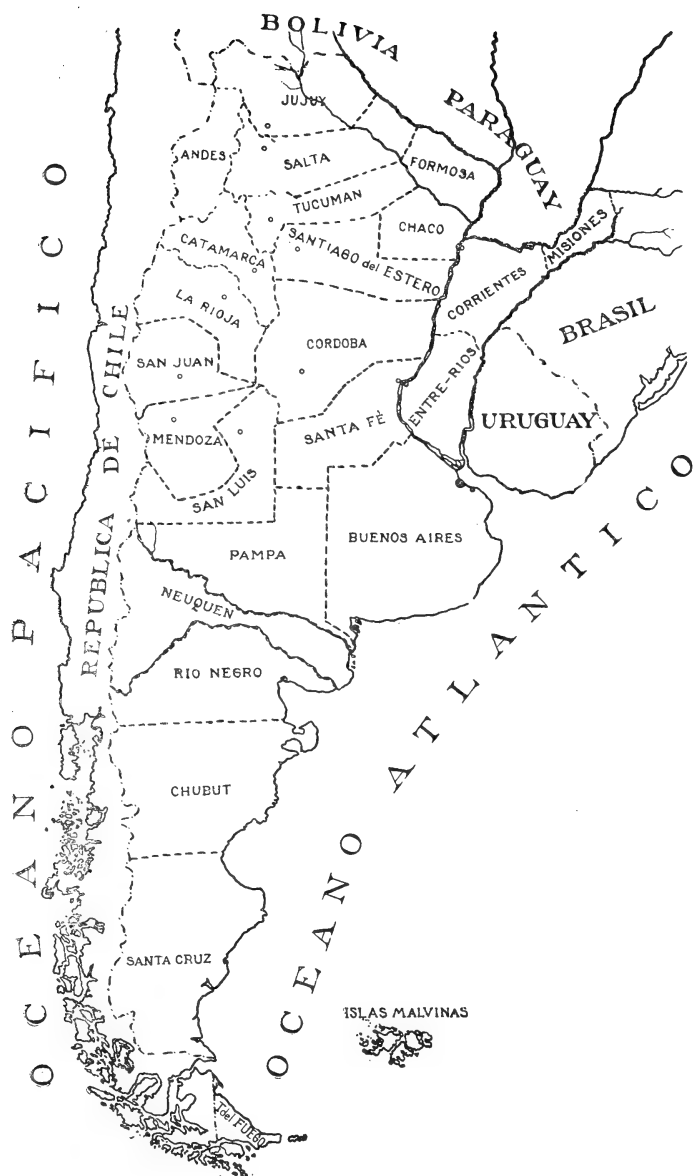 BOLIVIA
PARAGUAY
JUJUY
ANDES
SALTA
FORMOSA
TUCUMAN
CHACO
MISIONES
CATAMARCA
SANTIAGO del ESTERO
CORRIENTES
LA RIOJA
BRASIL
CORDOBA
SAN JUAN
ENTRE-RIOS
URUGUAY
SANTA FÈ
MENDOZA
SAN LUIS
BUENOS AIRES
PAMPA
NEUQUEN
RIO NEGRO
CHUBUT
SANTA CRUZ
ISLAS MALVINAS
T. del FUEGO
REPUBLICA DE CHILE
OCEANO PACIFICO
OCEANO ATLANTICO